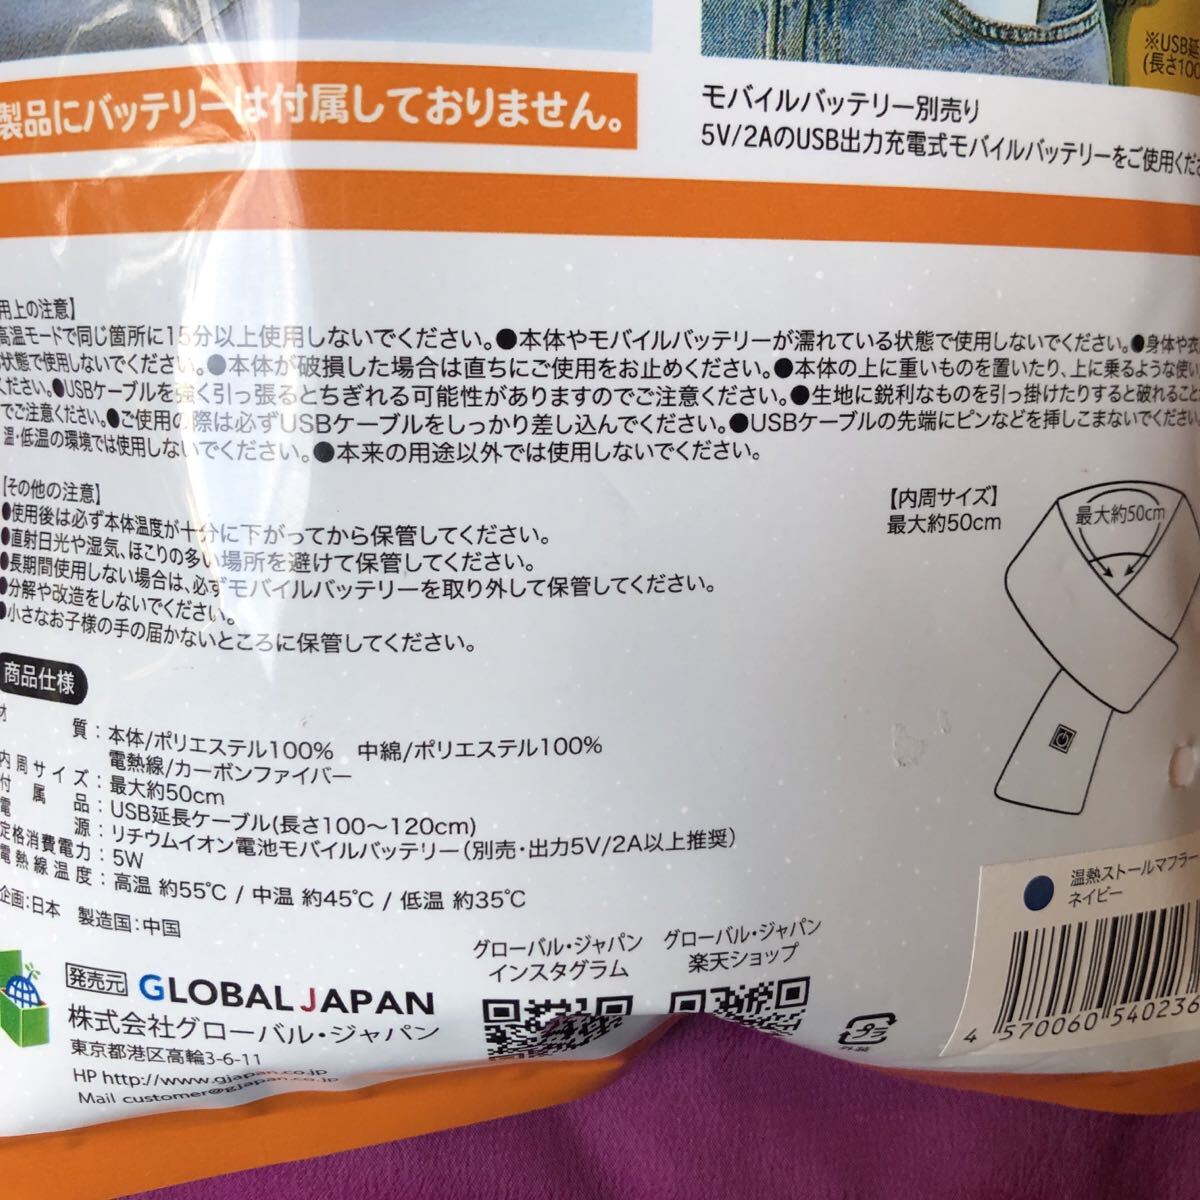 製品にバッテリーは付属しておりません。
※USB延
(長さ100
モバイルバッテリー別売り
5V/2AのUSB出力充電式モバイルバッテリーをご使用くださ
用上の注意】
高温モードで同じ箇所に15分以上使用しないでください。●本体やモバイルバッテリーが濡れている状態で使用しないでください。●身体や衣
状態で使用しないでください。●本体が破損した場合は直ちにご使用をお止めください。●本体の上に重いものを置いたり、上に乗るような使い
ください。●USBケーブルを強く引っ張るとちぎれる可能性がありますのでご注意ください。●生地に鋭利なものを引っ掛けたりすると破れること
でご注意ください。●ご使用の際は必ずUSBケーブルをしっかり差し込んでください。●USBケーブルの先端にピンなどを挿しこまないでください。
温・低温の環境では使用しないでください。●本来の用途以外では使用しないでください。
【その他の注意】
●使用後は必ず本体温度が十分に下がってから保管してください。
●直射日光や湿気、ほこりの多い場所を避けて保管してください。
●長期間使用しない場合は、必ずモバイルバッテリーを取り外して保管してください。
●分解や改造をしないでください。
●小さなお子様の手の届かないところに保管してください。
【内周サイズ】
最大約50cm
最大約50cm
商品仕様
材質:本体/ポリエステル100% 中綿/ポリエステル100%
電熱線/カーボンファイバー
内周サイズ:最大約50cm
付属品:USB延長ケーブル(長さ100~120cm)
電源:リチウムイオン電池モバイルバッテリー(別売・出力5V/2A以上推奨)
定格消費電力:5W
電熱線温度:高温 約55℃ / 中温 約45℃ / 低温 約35℃
企画:日本 製造国:中国
発売元 GLOBAL JAPAN
株式会社グローバル・ジャパン
東京都港区高輪3-6-11
HP http://www.gjapan.co.jp
Mail customer@gjapan.co.jp
グローバル・ジャパン
インスタグラム
グローバル・ジャパン
楽天ショップ
プラ
外装
温熱ストールマフラー
ネイビー
4 570060 540236